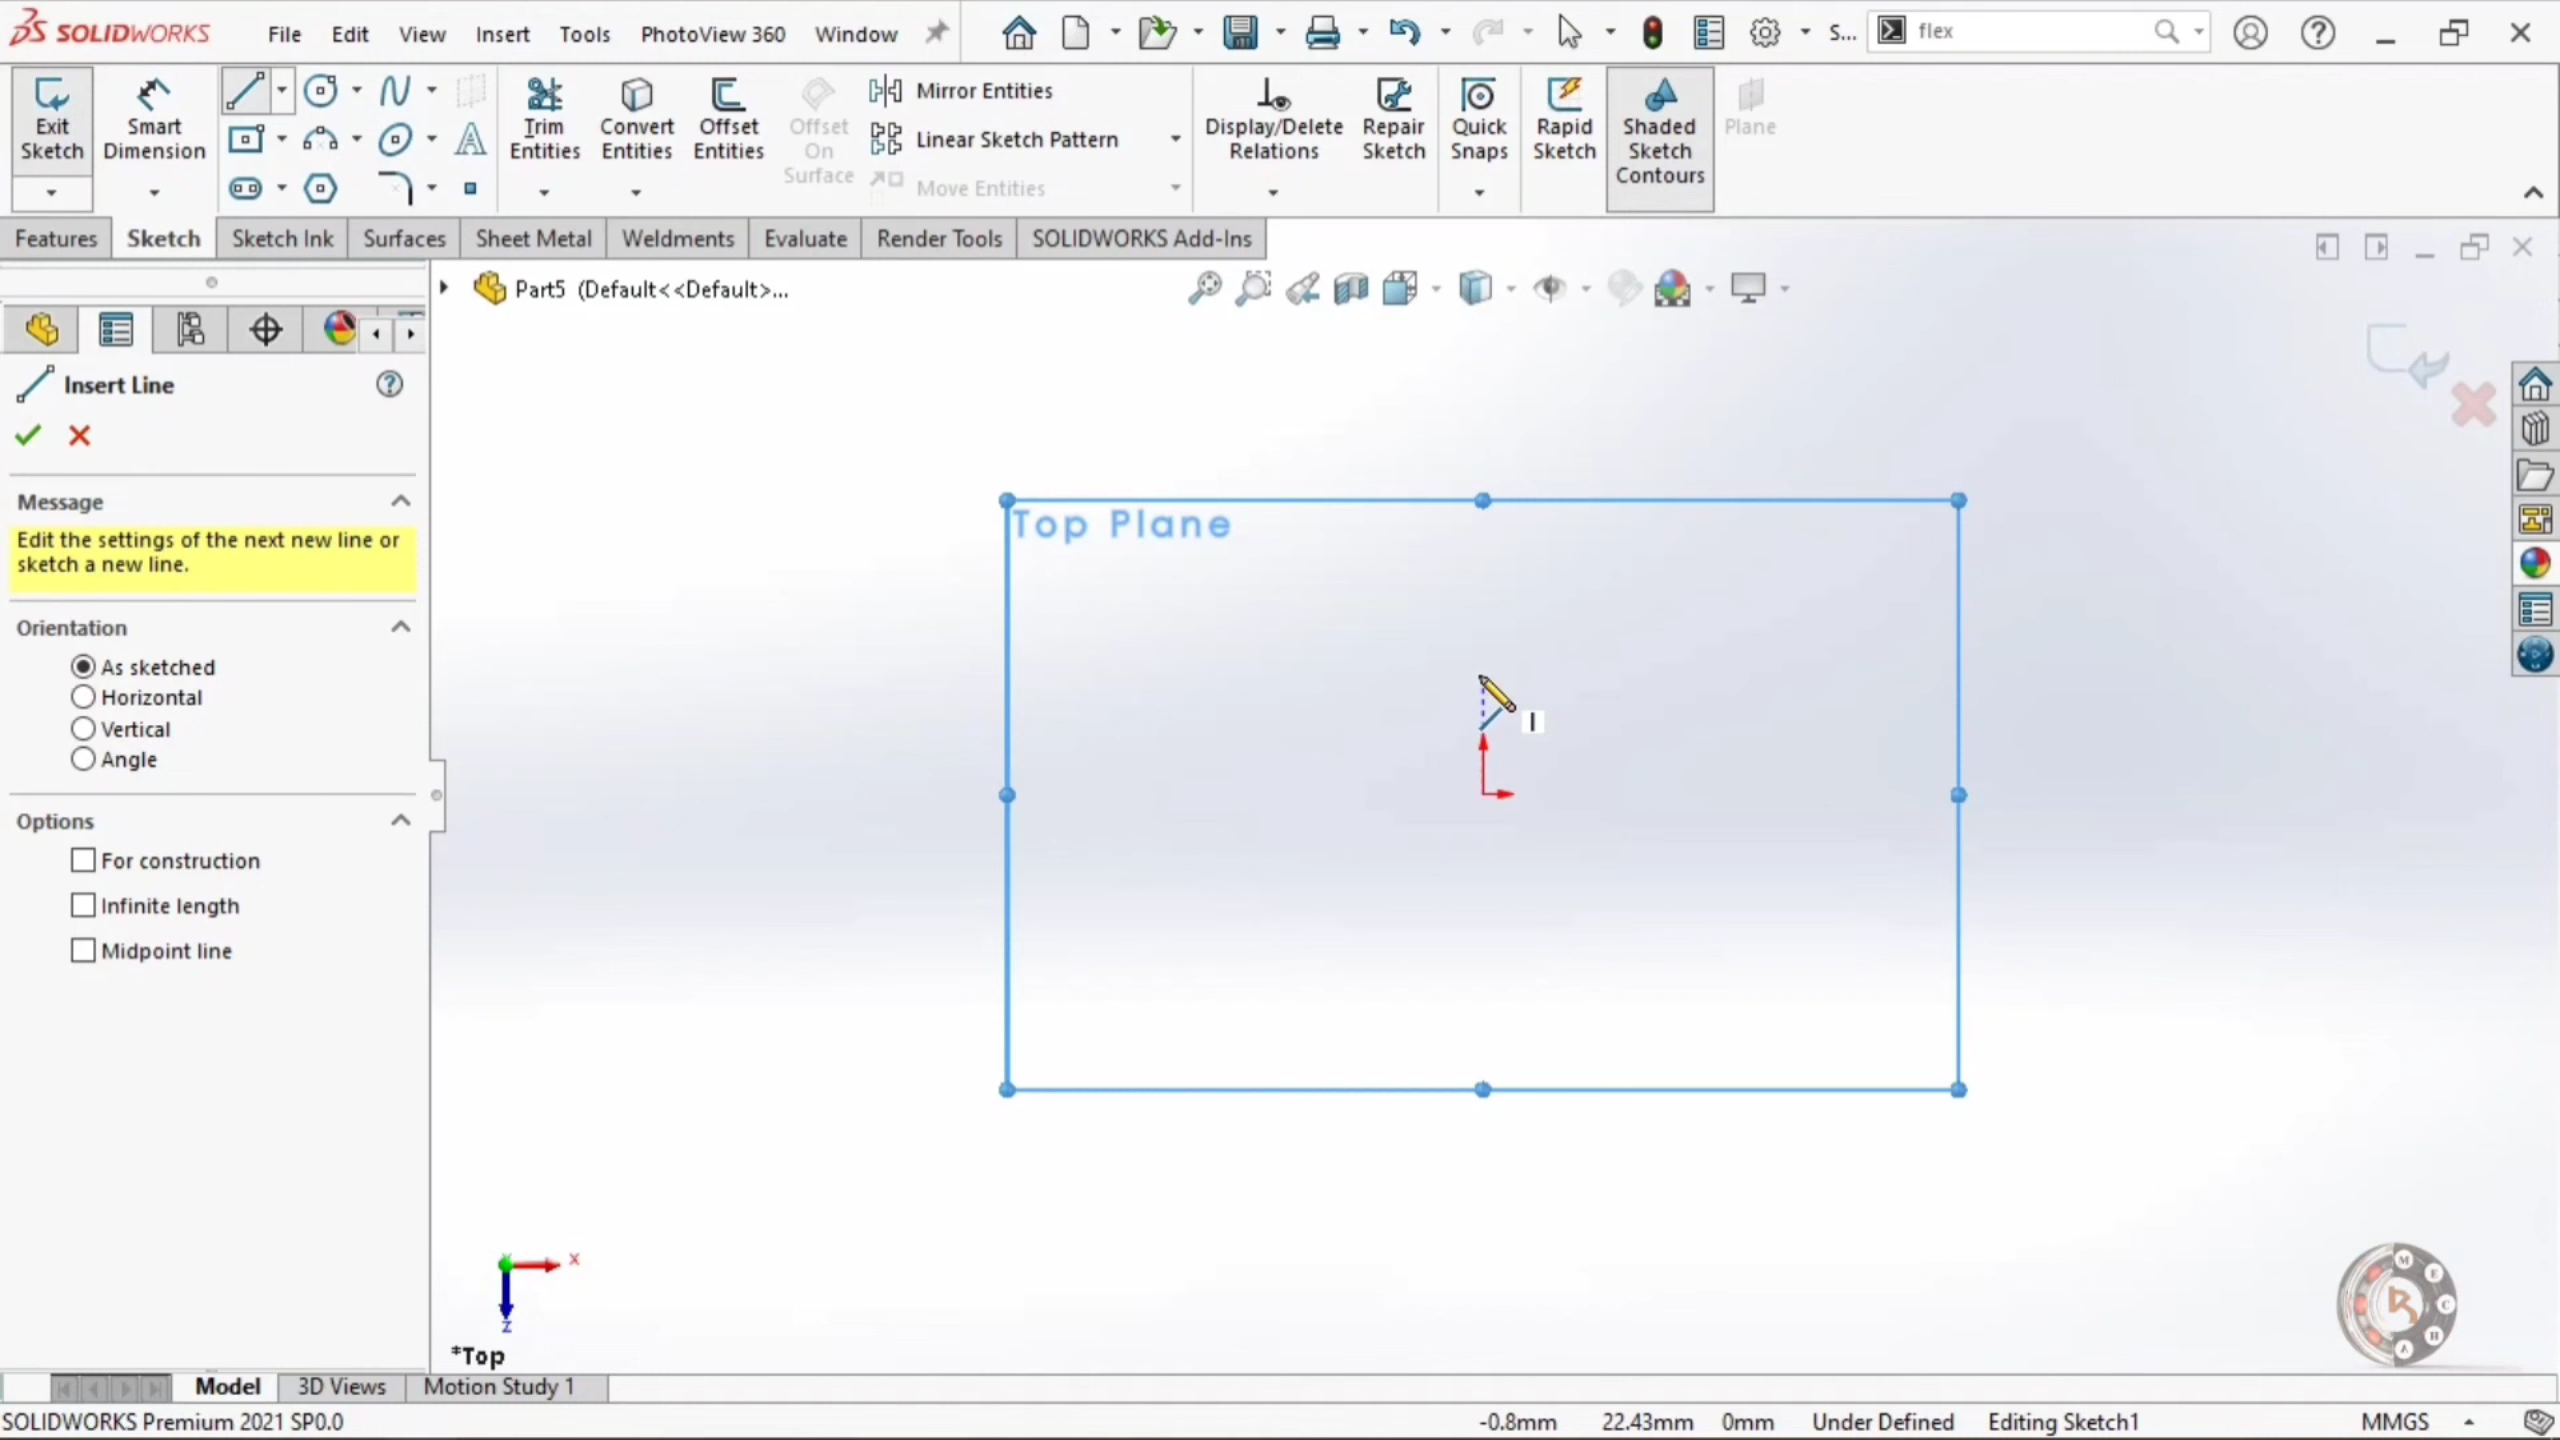 SOLIDWORKS File Edit View Insert Tools PhotoView 360 Window S... flex
Exit Sketch
Smart Dimension
Trim Entities
Convert Entities
Offset Entities
Offset On Surface
Mirror Entities
Linear Sketch Pattern
Move Entities
Display/Delete Relations
Repair Sketch
Quick Snaps
Rapid Sketch
Shaded Sketch Contours
Plane
Features Sketch Sketch Ink Surfaces Sheet Metal Weldments Evaluate Render Tools SOLIDWORKS Add-Ins
Part5 (Default<<Default>...
Insert Line
Message
Edit the settings of the next new line or
sketch a new line.
Orientation
As sketched
Horizontal
Vertical
Angle
Options
For construction
Infinite length
Midpoint line
Top Plane
X
Y
Z
*Top
M
E
C
H
A
Model 3D Views Motion Study 1
SOLIDWORKS Premium 2021 SP0.0 -0.8mm 22.43mm 0mm Under Defined Editing Sketch1 MMGS